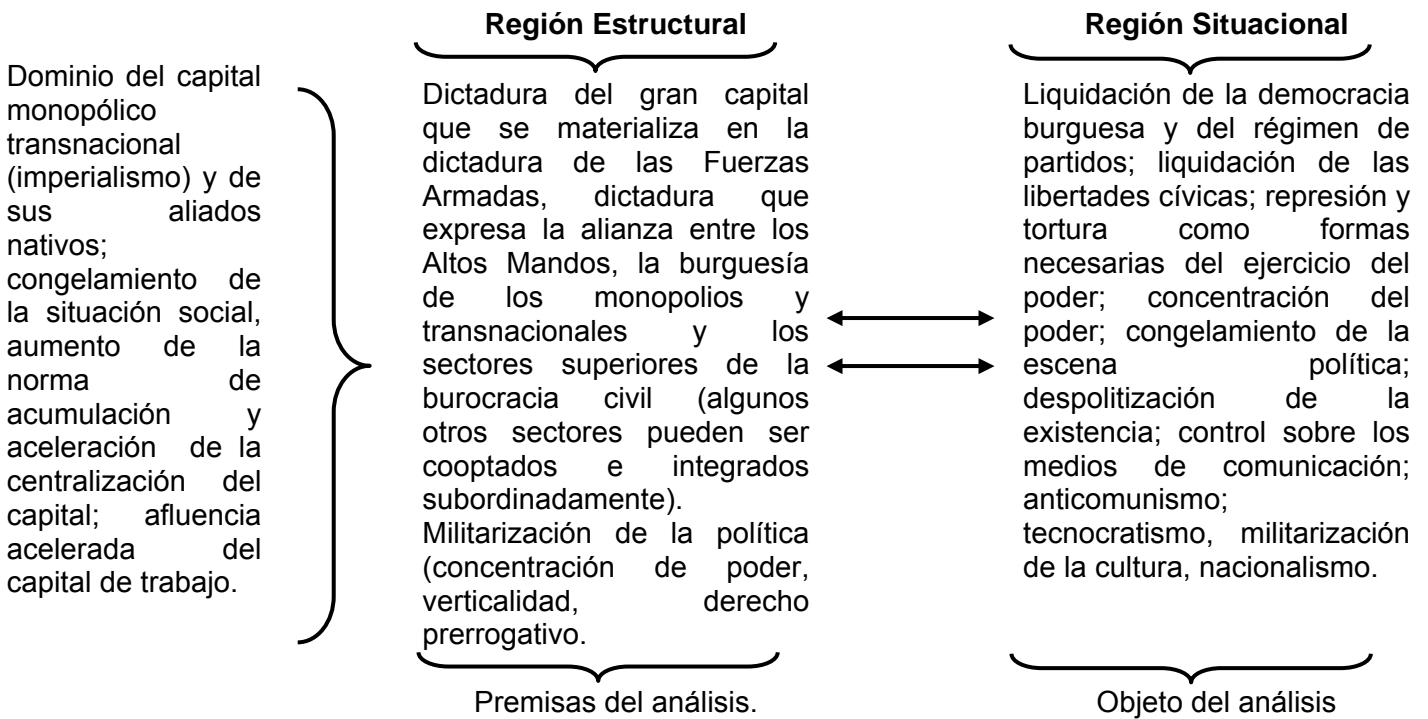 Región Estructural
Región Situacional
Dominio del capital
monopólico
transnacional
(imperialismo) y de
sus aliados
nativos;
congelamiento de
la situación social,
aumento de la
norma de
acumulación y
aceleración de la
centralización del
capital; afluencia
acelerada del
capital de trabajo.
Dictadura del gran capital
que se materializa en la
dictadura de las Fuerzas
Armadas, dictadura que
expresa la alianza entre los
Altos Mandos, la burguesía
de los monopolios y
transnacionales y los
sectores superiores de la
burocracia civil (algunos
otros sectores pueden ser
cooptados e integrados
subordinadamente).
Militarización de la política
(concentración de poder,
verticalidad, derecho
prerrogativo.
Liquidación de la democracia
burguesa y del régimen de
partidos; liquidación de las
libertades cívicas; represión y
tortura como formas
necesarias del ejercicio del
poder; concentración del
poder; congelamiento de la
escena política;
despolitización de la
existencia; control sobre los
medios de comunicación;
anticomunismo;
tecnocratismo, militarización
de la cultura, nacionalismo.
Premisas del análisis.
Objeto del análisis